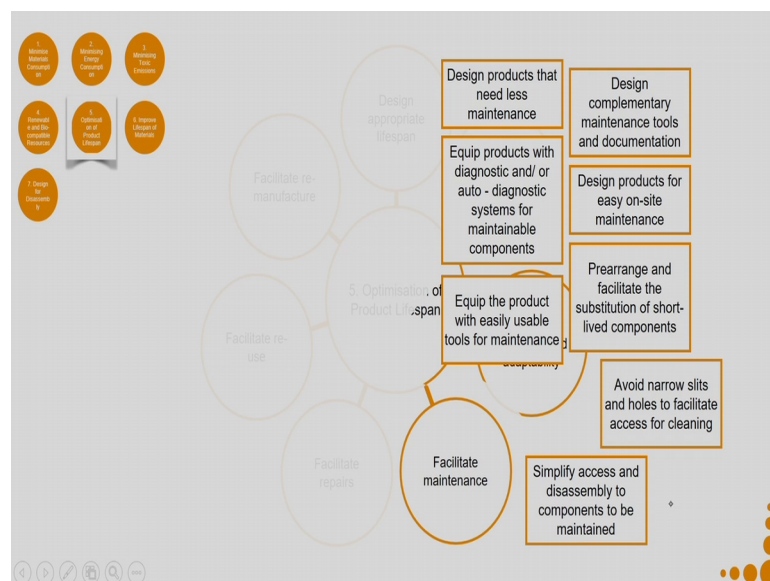 1.
Minimise
Materials
Consumpti
on
2.
Minimising
Energy
Consumpti
on
3.
Minimising
Toxic
Emissions
4.
Renewabl
e and Bio-
compatible
Resources
5.
Optimisati
on of
Product
Lifespan
6. Improve
Lifespan of
Materials
7. Design
for
Disassemb
ly
Design
appropriate
lifespan
Facilitate re-
manufacture
5. Optimisation of
Product Lifespan
Facilitate re-
use
Facilitate
repairs
Facilitate
maintenance
adaptability
Design products that
need less
maintenance
Equip products with
diagnostic and/ or
auto - diagnostic
systems for
maintainable
components
Equip the product
with easily usable
tools for maintenance
Design
complementary
maintenance tools
and documentation
Design products for
easy on-site
maintenance
Prearrange and
facilitate the
substitution of short-
lived components
Avoid narrow slits
and holes to facilitate
access for cleaning
Simplify access and
disassembly to
components to be
maintained